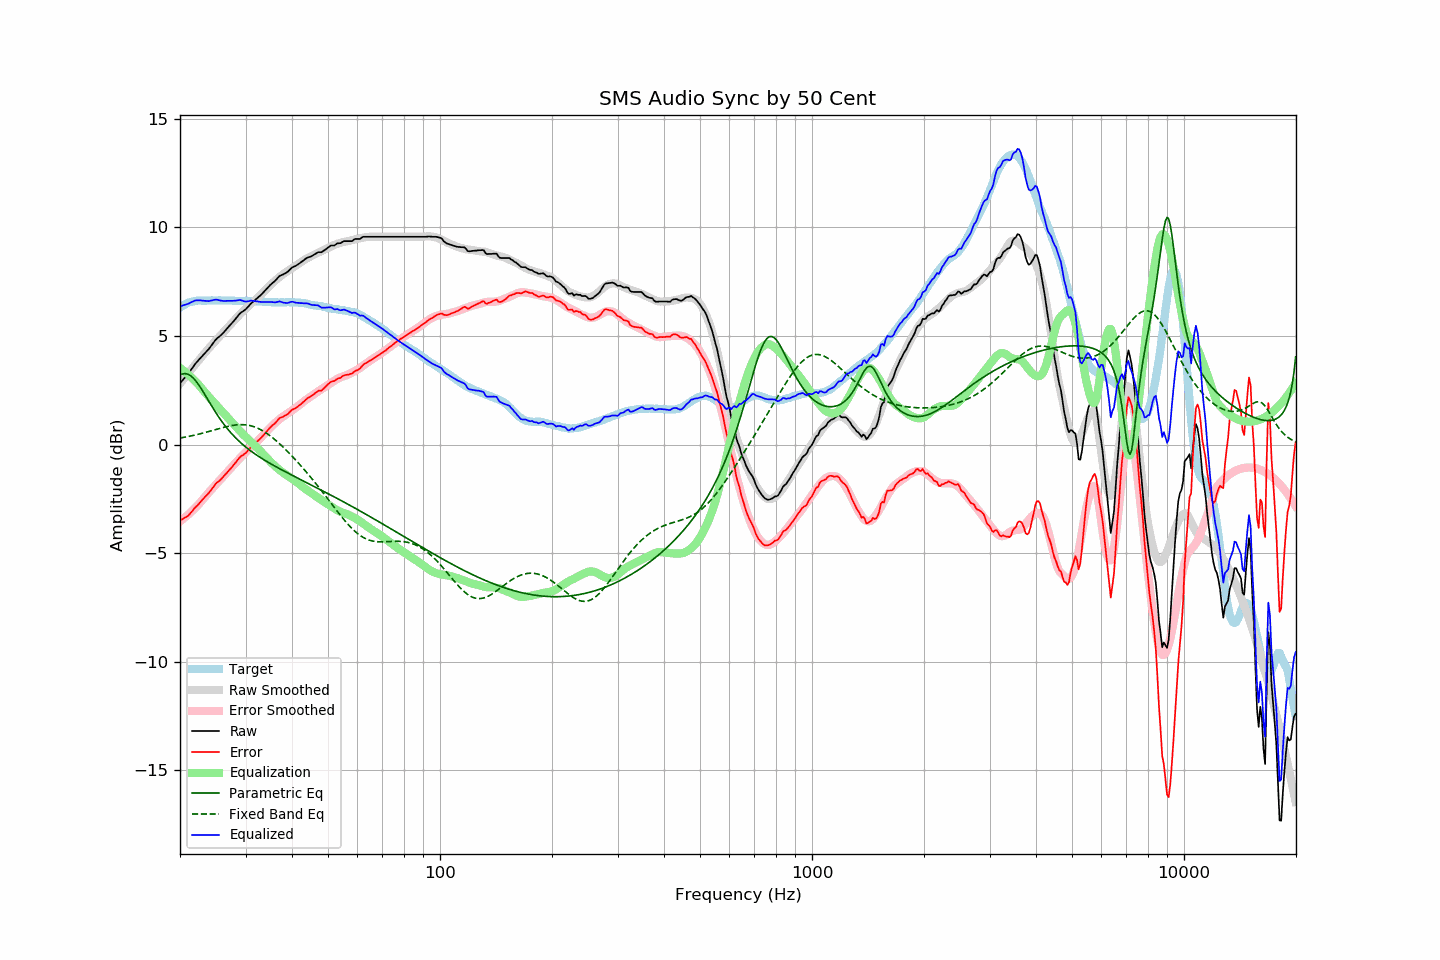 SMS Audio Sync by 50 Cent
Amplitude (dBr)
15
10
5
0
−5
−10
−15
Target
Raw Smoothed
Error Smoothed
Raw
Error
Equalization
Parametric Eq
Fixed Band Eq
Equalized
100
1000
10000
Frequency (Hz)